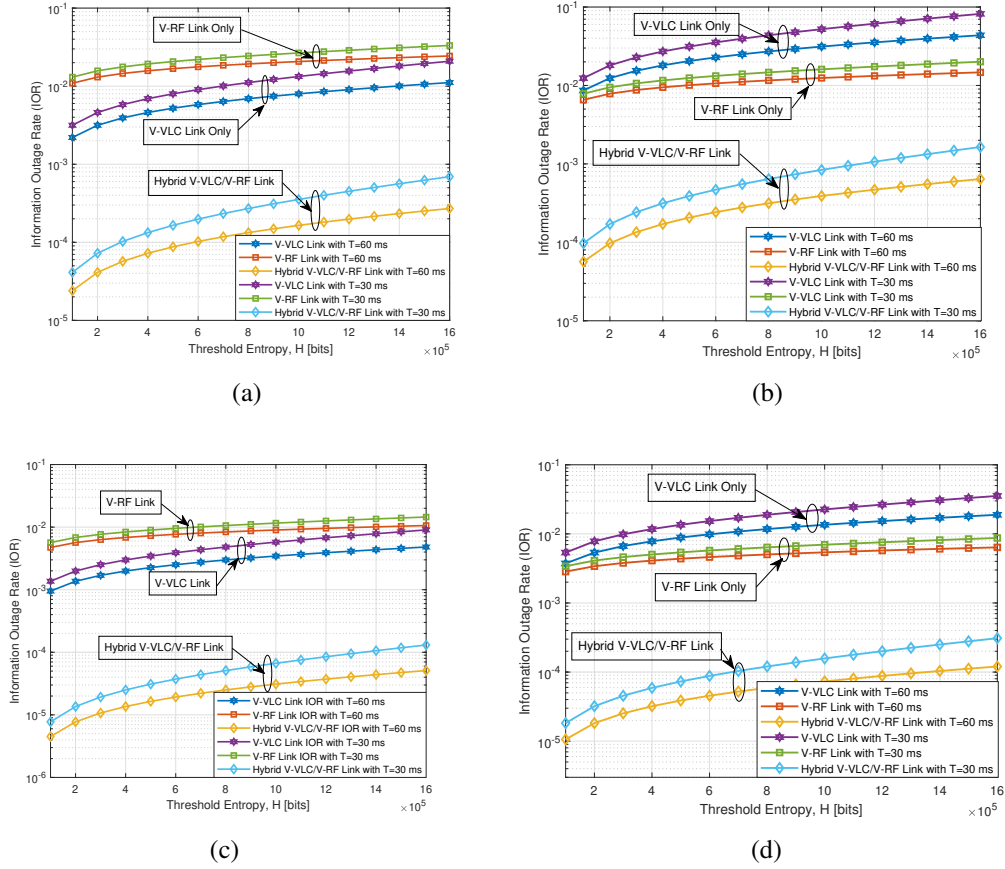 Information Outage Rate (IOR)
10^-1
10^-2
10^-3
10^-4
10^-5
V-RF Link Only
V-VLC Link Only
Hybrid V-VLC/V-RF Link
V-VLC Link with T=60 ms
V-RF Link with T=60 ms
Hybrid V-VLC/V-RF Link with T=60 ms
V-VLC Link with T=30 ms
V-RF Link with T=30 ms
Hybrid V-VLC/V-RF Link with T=30 ms
2 4 6 8 10 12 14 16
Threshold Entropy, H [bits]
× 10^5
(a)
Information Outage Rate (IOR)
10^-1
10^-2
10^-3
10^-4
10^-5
V-VLC Link Only
V-RF Link Only
Hybrid V-VLC/V-RF Link
V-VLC Link with T=60 ms
V-RF Link with T=60 ms
Hybrid V-VLC/V-RF Link with T=60 ms
V-VLC Link with T=30 ms
V-VLC Link with T=30 ms
Hybrid V-VLC/V-RF Link with T=30 ms
2 4 6 8 10 12 14 16
Threshold Entropy, H [bits]
× 10^5
(b)
Information Outage Rate (IOR)
10^-1
10^-2
10^-3
10^-4
10^-5
10^-6
V-RF Link
V-VLC Link
Hybrid V-VLC/V-RF Link
V-VLC Link IOR with T=60 ms
V-RF Link IOR with T=60 ms
Hybrid V-VLC/V-RF IOR with T=60 ms
V-VLC Link IOR with T=30 ms
V-RF Link IOR with T=30 ms
Hybrid V-VLC/V-RF Link with T=30 ms
2 4 6 8 10 12 14 16
Threshold Entropy, H [bits]
× 10^5
(c)
Information Outage Rate (IOR)
10^-1
10^-2
10^-3
10^-4
10^-5
V-VLC Link Only
V-RF Link Only
Hybrid V-VLC/V-RF Link
V-VLC Link with T=60 ms
V-RF Link with T=60 ms
Hybrid V-VLC/V-RF Link with T=60 ms
V-VLC Link with T=30 ms
V-RF Link with T=30 ms
Hybrid V-VLC/V-RF Link with T=30 ms
2 4 6 8 10 12 14 16
Threshold Entropy, H [bits]
× 10^5
(d)